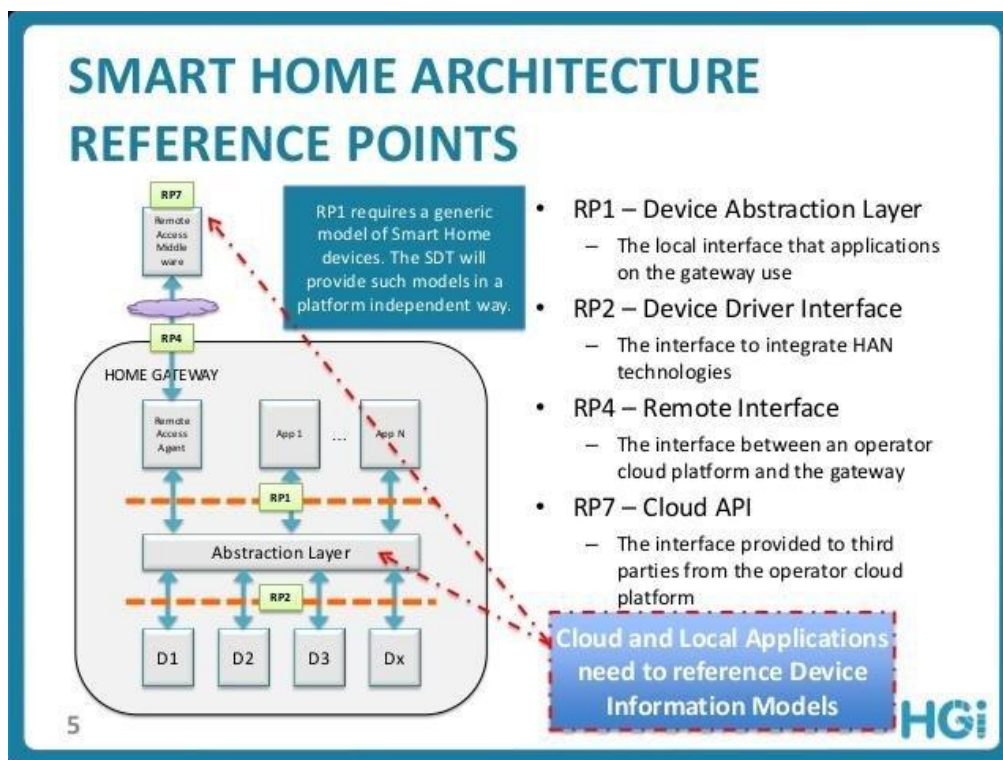 SMART HOME ARCHITECTURE
REFERENCE POINTS
RP7
Remote
Access
Middle
ware
RP4
HOME GATEWAY
Remote
Access
Agent
App 1
...
App N
RP1
Abstraction Layer
RP2
D1
D2
D3
Dx
RP1 requires a generic
model of Smart Home
devices. The SDT will
provide such models in a
platform independent way.
• RP1 – Device Abstraction Layer
– The local interface that applications
on the gateway use
• RP2 – Device Driver Interface
– The interface to integrate HAN
technologies
• RP4 – Remote Interface
– The interface between an operator
cloud platform and the gateway
• RP7 – Cloud API
– The interface provided to third
parties from the operator cloud
platform
Cloud and Local Applications
need to reference Device
Information Models
5
HGi